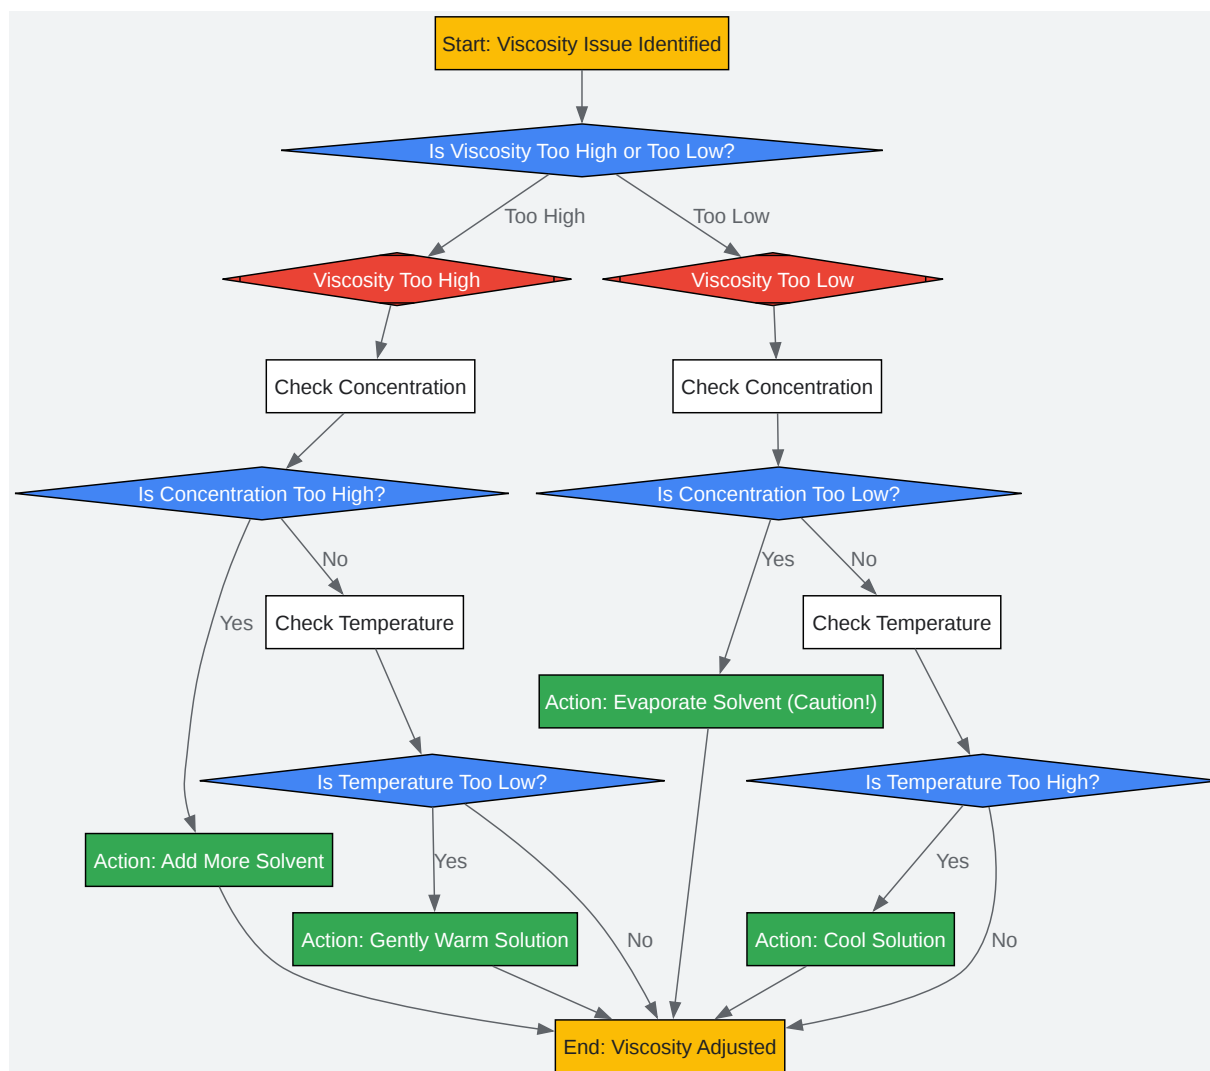 Start: Viscosity Issue Identified
Is Viscosity Too High or Too Low?
Too High
Too Low
Viscosity Too High
Viscosity Too Low
Check Concentration
Check Concentration
Is Concentration Too High?
Is Concentration Too Low?
No
Yes
No
Yes
Check Temperature
Check Temperature
Action: Evaporate Solvent (Caution!)
Is Temperature Too Low?
Is Temperature Too High?
Action: Add More Solvent
Yes
Yes
Action: Gently Warm Solution
No
Action: Cool Solution
No
End: Viscosity Adjusted